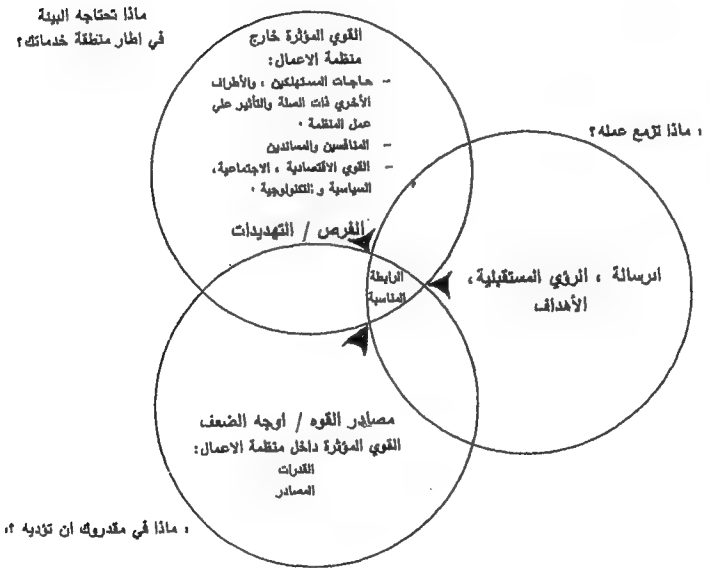 ماذا تحتاجه البيئة
في اطار منطقة خدماتك؟
القوي المؤثرة خارج
منظمة الاعمال:
- حاجات المستهلكين ، والأطراف
الأخري ذات الصلة والتأثير علي
عمل المنظمة .
- المنافسين والمساندين
- القوي الاقتصادية ، الاجتماعية،
السياسية و التكنولوجية .
الفرص / التهديدات
، ماذا تزمع عمله؟
الرسالة ، الرؤي المستقبلية،
الأهداف
الرابطة
المناسبة
مصادر القوه / أوجه الضعف
القوي المؤثرة داخل منظمة الاعمال:
القدرات
المصادر
، ماذا في مقدروك ان تؤديه ؟،